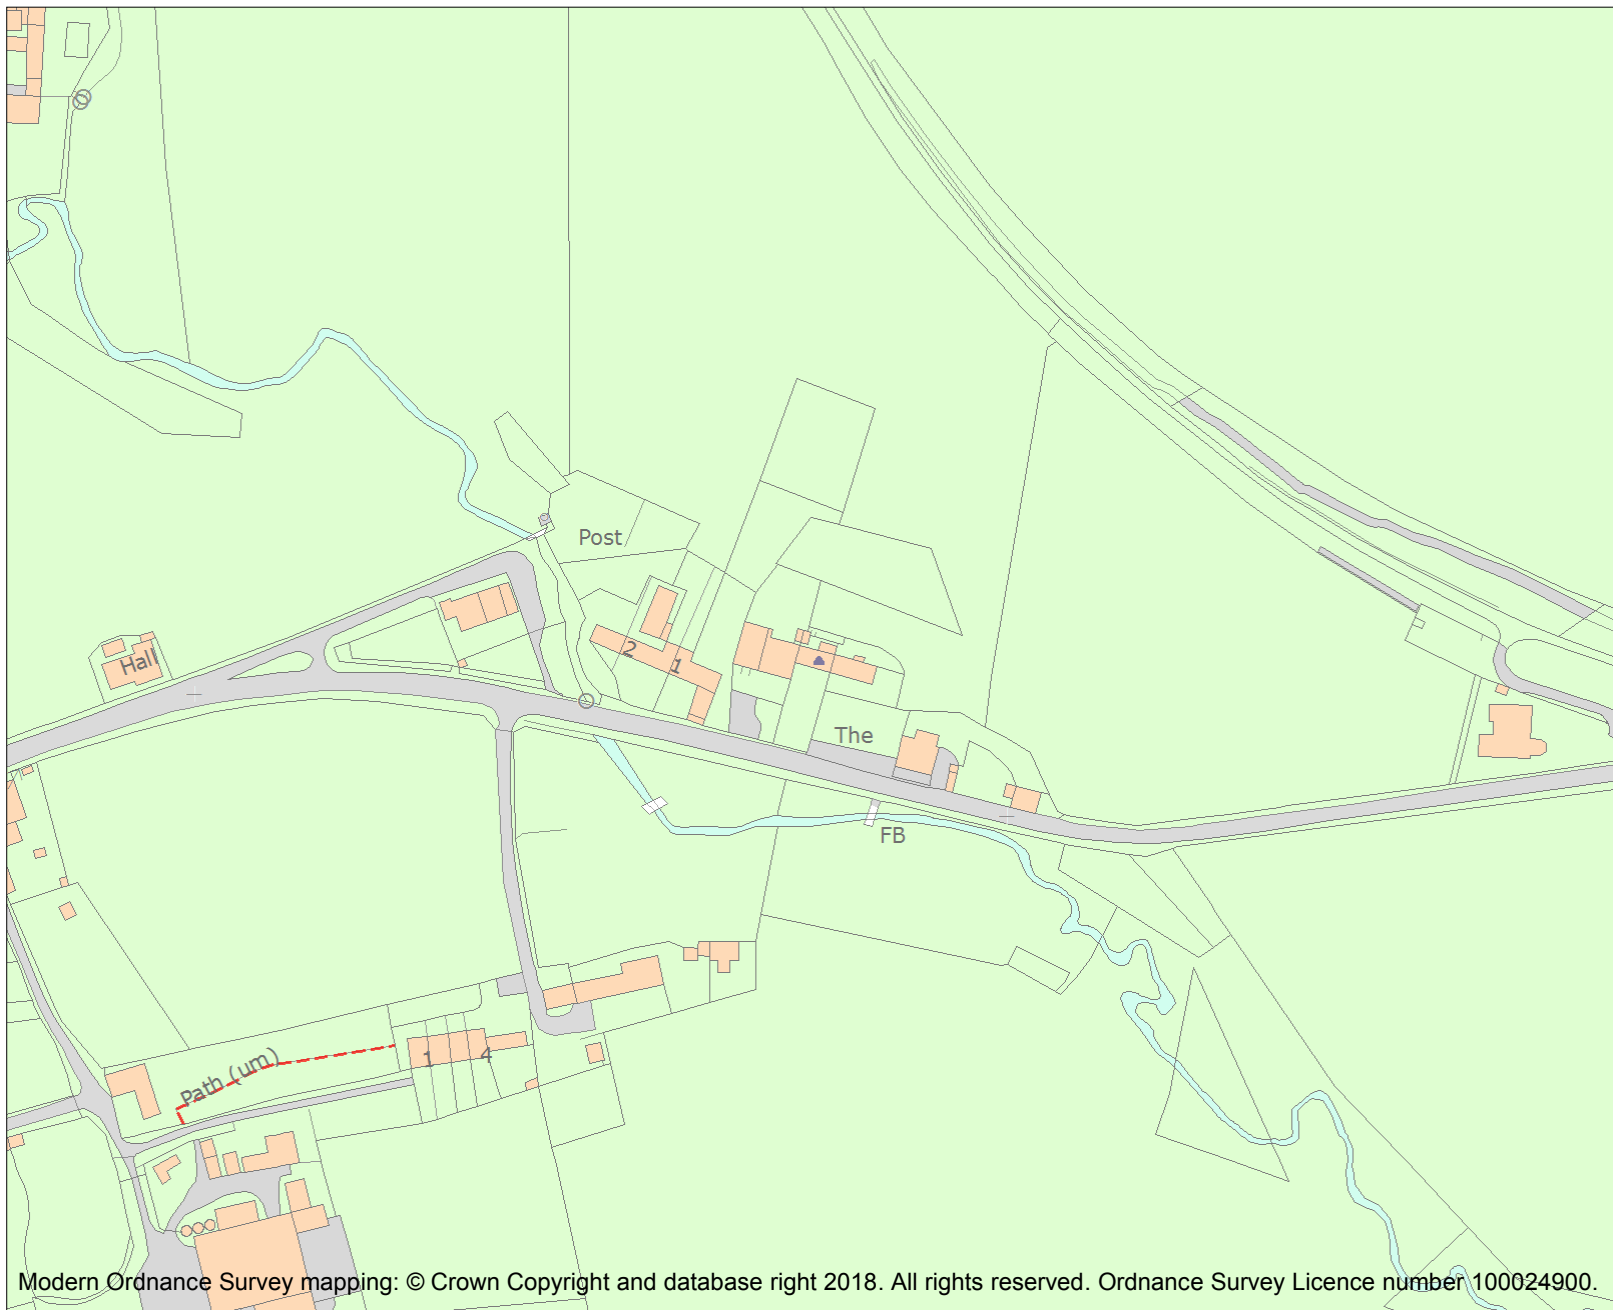 Post
Hall
2
1
The
FB
Path (um)
1
4
Modern Ordnance Survey mapping: © Crown Copyright and database right 2018. All rights reserved. Ordnance Survey Licence number 100024900.